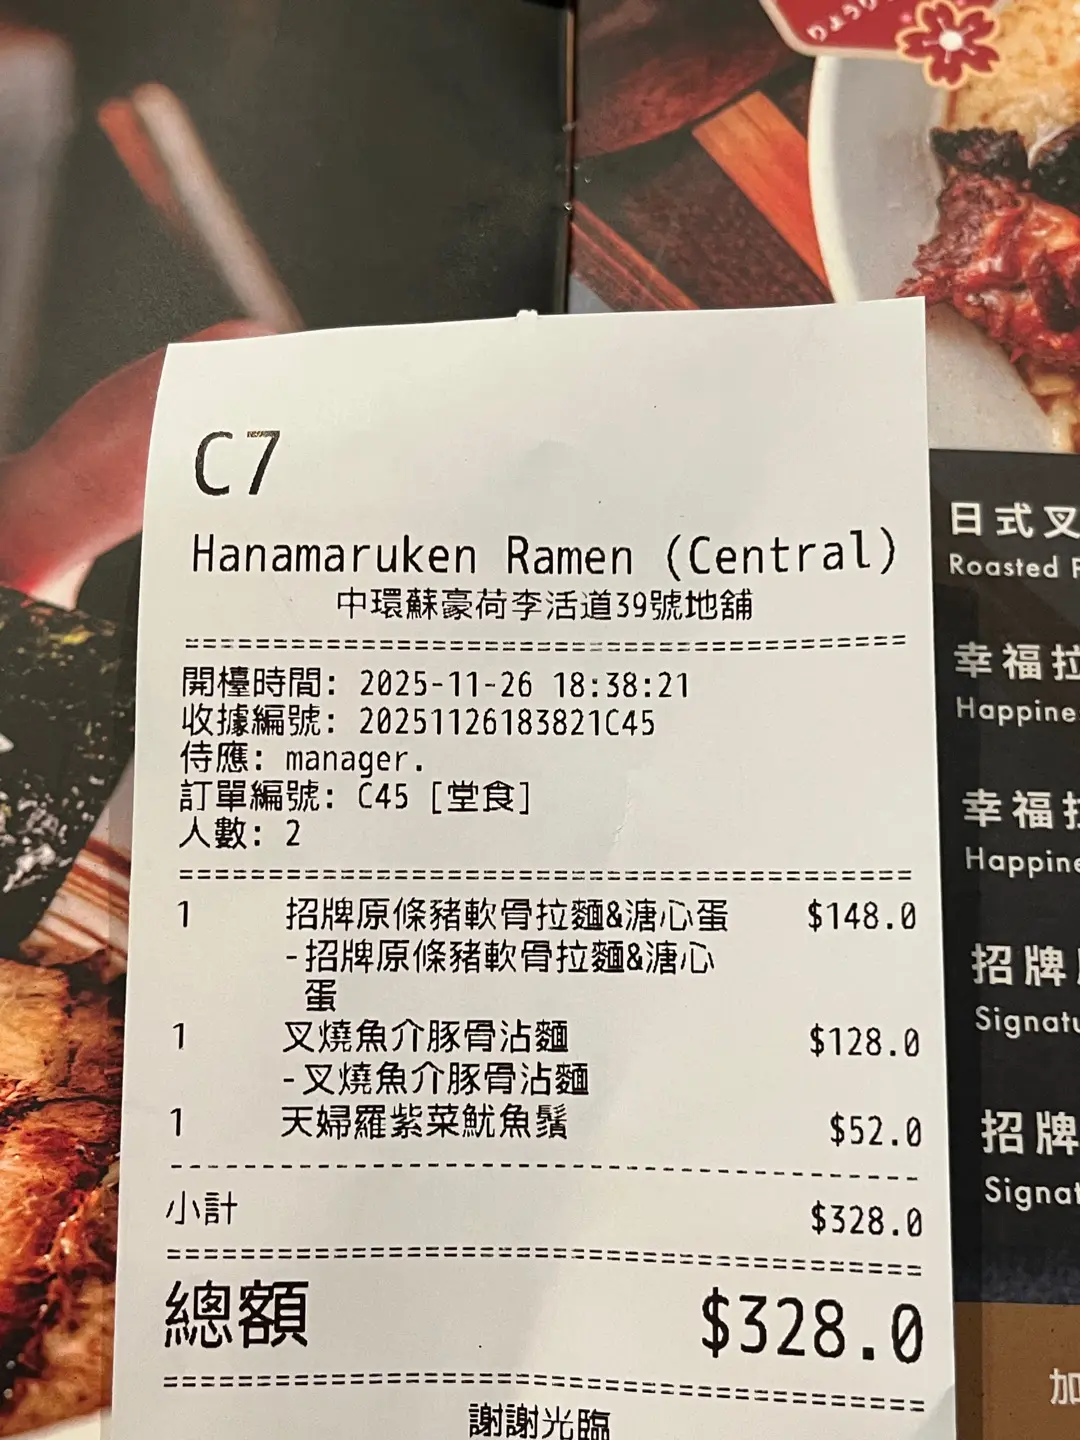 りょうり
C7
Hanamaruken Ramen (Central)
中環蘇豪荷李活道39號地舖
開檯時間: 2025-11-26 18:38:21
收據編號: 20251126183821C45
侍應: manager.
訂單編號: C45 [堂食]
人數: 2
1 招牌原條豬軟骨拉麵&溏心蛋 $148.0
-招牌原條豬軟骨拉麵&溏心
蛋
1 叉燒魚介豚骨沾麵 $128.0
-叉燒魚介豚骨沾麵
1 天婦羅紫菜魷魚鬚 $52.0
小計 $328.0
總額 $328.0
謝謝光臨
日式叉
Roasted
幸福拉
Happine
幸福拉
Happine
招牌
Signatu
招牌
Signat
加